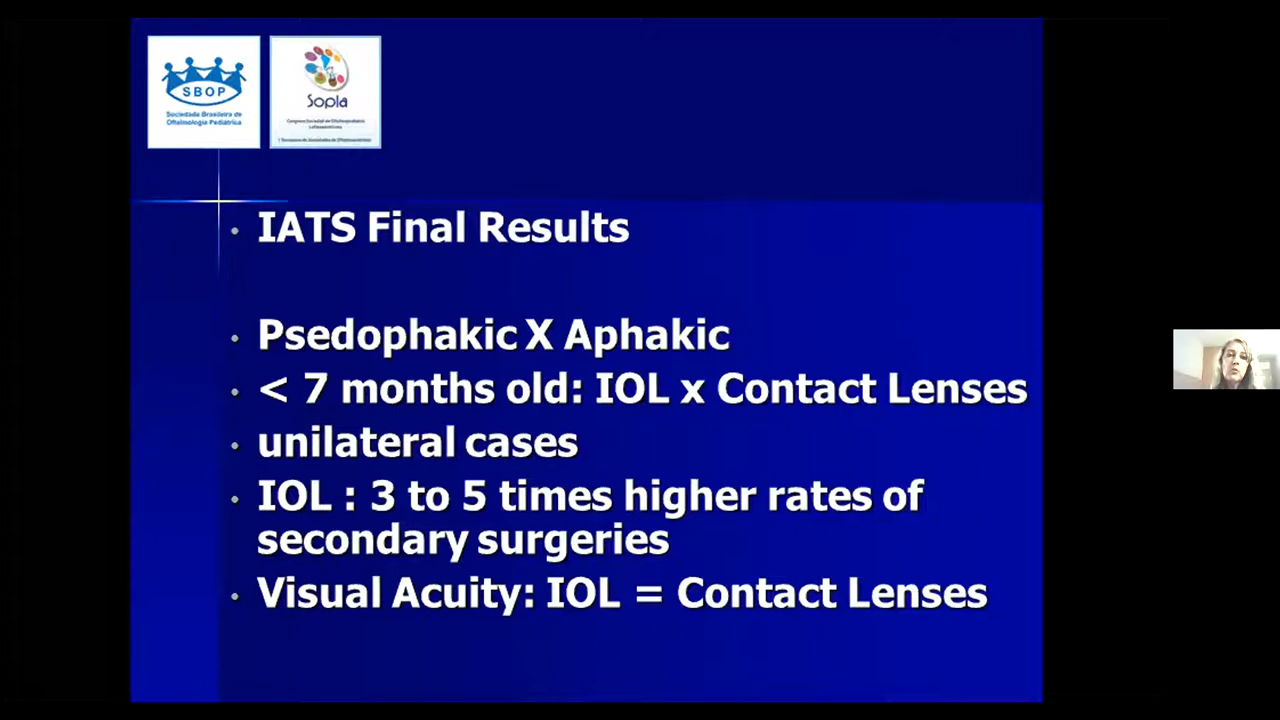 SBOP
Sociedade Brasileira de
Oftalmologia Pediátrica
Sopla
• IATS Final Results
• Psedophakic X Aphakic
• < 7 months old: IOL x Contact Lenses
• unilateral cases
• IOL : 3 to 5 times higher rates of
secondary surgeries
• Visual Acuity: IOL = Contact Lenses